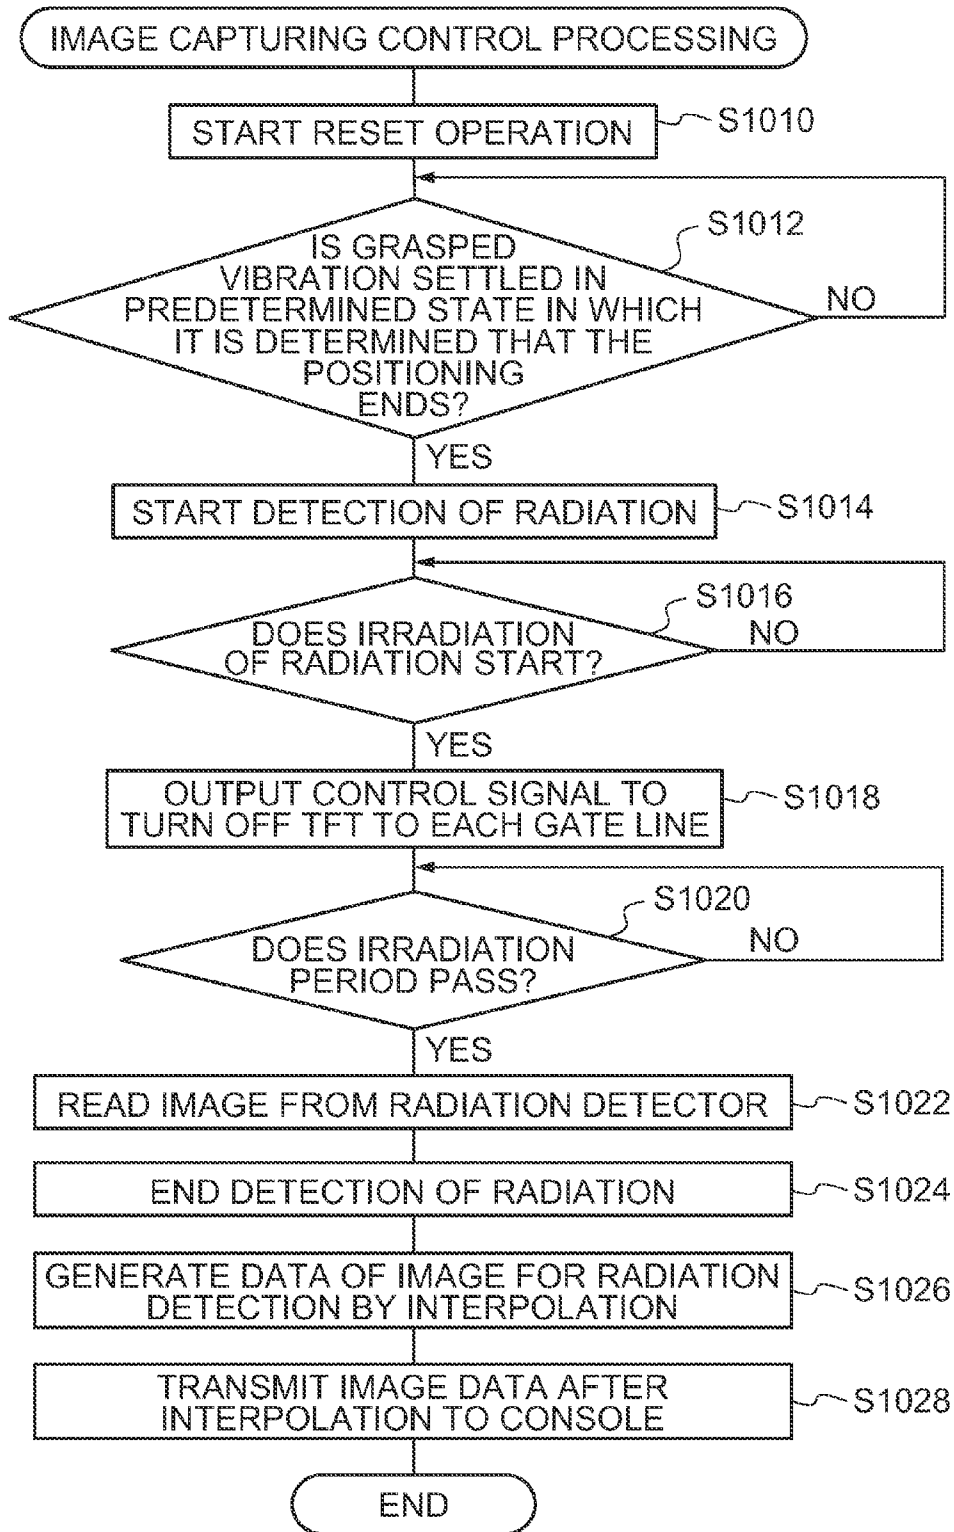 IMAGE CAPTURING CONTROL PROCESSING
START RESET OPERATION
S1010
IS GRASPED
VIBRATION SETTLED IN
PREDETERMINED STATE IN WHICH
IT IS DETERMINED THAT THE
POSITIONING
ENDS?
S1012
NO
YES
START DETECTION OF RADIATION
S1014
DOES IRRADIATION
OF RADIATION START?
S1016
NO
YES
OUTPUT CONTROL SIGNAL TO
TURN OFF TFT TO EACH GATE LINE
S1018
DOES IRRADIATION
PERIOD PASS?
S1020
NO
YES
READ IMAGE FROM RADIATION DETECTOR
S1022
END DETECTION OF RADIATION
S1024
GENERATE DATA OF IMAGE FOR RADIATION
DETECTION BY INTERPOLATION
S1026
TRANSMIT IMAGE DATA AFTER
INTERPOLATION TO CONSOLE
S1028
END